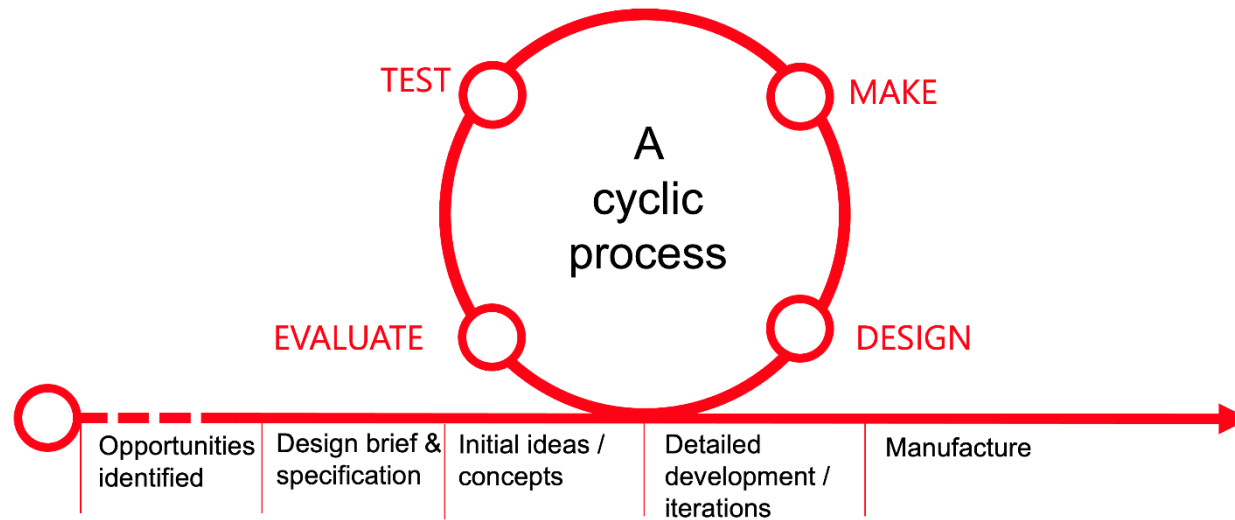 TEST
MAKE
A
cyclic
process
EVALUATE
DESIGN
Opportunities
identified
Design brief &
specification
Initial ideas /
concepts
Detailed
development /
iterations
Manufacture